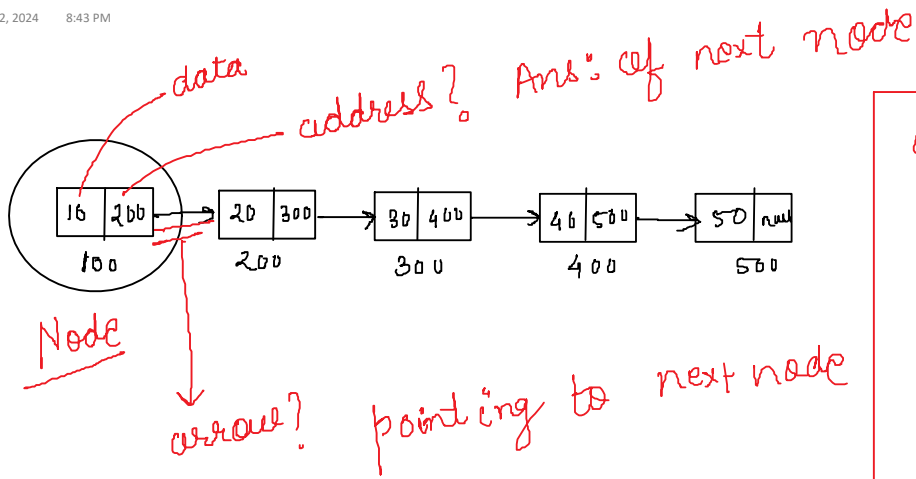 2, 2024 8:43 PM
data
address? Ans: of next node
10 200
20 300
30 400
40 500
50 null
100
200
300
400
500
Node
arrow? pointing to next node